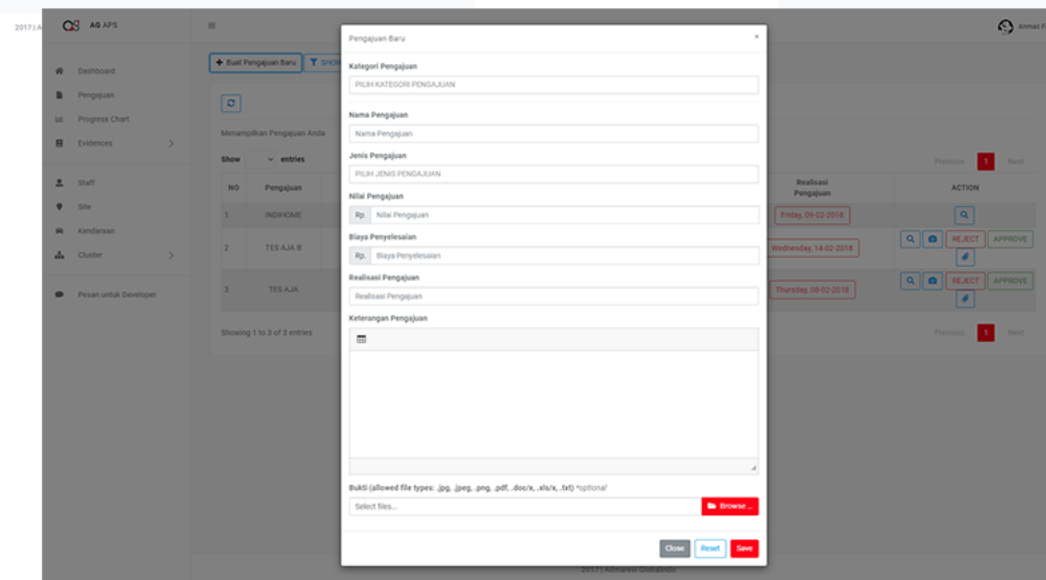 2017 | A
AG APS
Ahmad F
Dashboard
Pengajuan
Progress Chart
Evidences
Staff
Site
Kendaraan
Cluster
Pesan untuk Developer
Buat Pengajuan Baru
SHOW
Menampilkan Pengajuan Anda
Show entries
Previous 1 Next
NO Pengajuan Realisasi Pengajuan ACTION
1 INDIHOME Friday, 09-02-2018
2 TES AJA B Wednesday, 14-02-2018 REJECT APPROVE
3 TES AJA Thursday, 08-02-2018 REJECT APPROVE
Showing 1 to 3 of 3 entries
Previous 1 Next
Pengajuan Baru ×
Kategori Pengajuan
PILIH KATEGORI PENGAJUAN
Nama Pengajuan
Nama Pengajuan
Jenis Pengajuan
PILIH JENIS PENGAJUAN
Nilai Pengajuan
Rp. Nilai Pengajuan
Biaya Penyelesaian
Rp. Biaya Penyelesaian
Realisasi Pengajuan
Realisasi Pengajuan
Keterangan Pengajuan
Bukti (allowed file types: .jpg, .jpeg, .png, .pdf, .doc/x, .xls/x, .txt) *optional
Select files...
Browse ...
Close Reset Save
2017 |